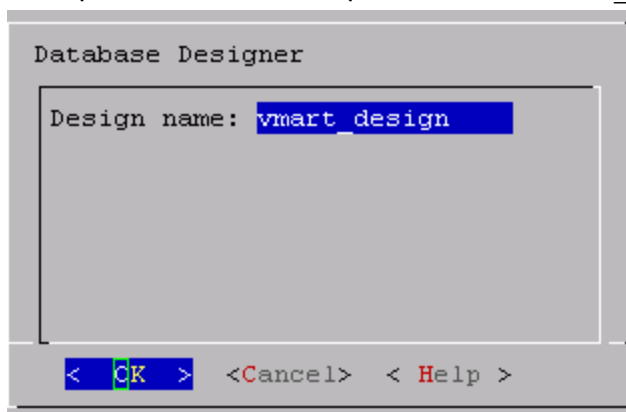 Database Designer
Design name: vmart_design
< OK > <Cancel> < Help >